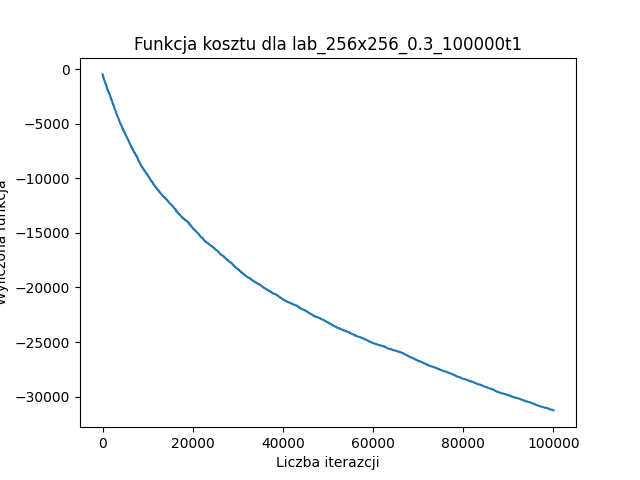 Funkcja kosztu dla lab_256x256_0.3_100000t1
0
−5000
−10000
−15000
−20000
−25000
−30000
Wyliczona funkcja
0 20000 40000 60000 80000 100000
Liczba iterazcji